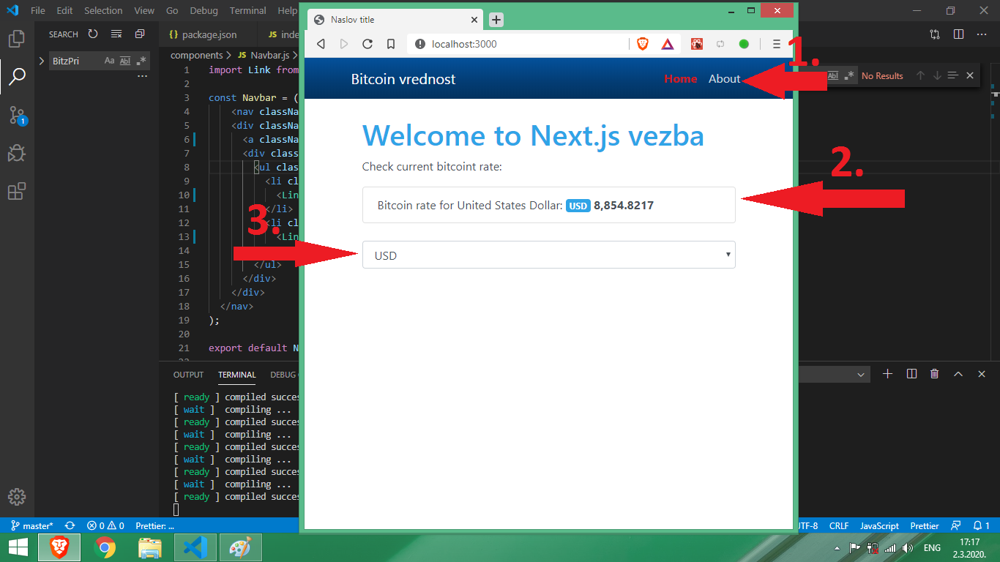 File Edit Selection View Go Debug Terminal Help
Naslov title
localhost:3000
SEARCH
package.json
JS
BitzPri
Aa Abl .*
components > Navbar.js >
1 import Link from
2
3 const Navbar = (
4 <nav classNa
5 <div classNa
6 <a classNa
7 <div class
8 <ul clas
9 <li cl
10 <Lin
11 </li>
12 <li cl
13 <Lin
14
15 </ul>
16 </div>
17 </div>
18 </nav>
19 );
20
21 export default N
Bitcoin vrednost
Home About
1.
Abl .* No Results
Welcome to Next.js vezba
Check current bitcoint rate:
2.
Bitcoin rate for United States Dollar: USD 8,854.8217
3.
USD
OUTPUT TERMINAL DEBUG
[ ready ] compiled succes
[ wait ] compiling ...
[ ready ] compiled succes
[ wait ] compiling ...
[ ready ] compiled succes
[ wait ] compiling ...
[ ready ] compiled succes
[ wait ] compiling ...
[ ready ] compiled succes
1
master* 0 0 Prettier: ...
UTF-8 CRLF JavaScript Prettier 1
ENG
17:17
2.3.2020.